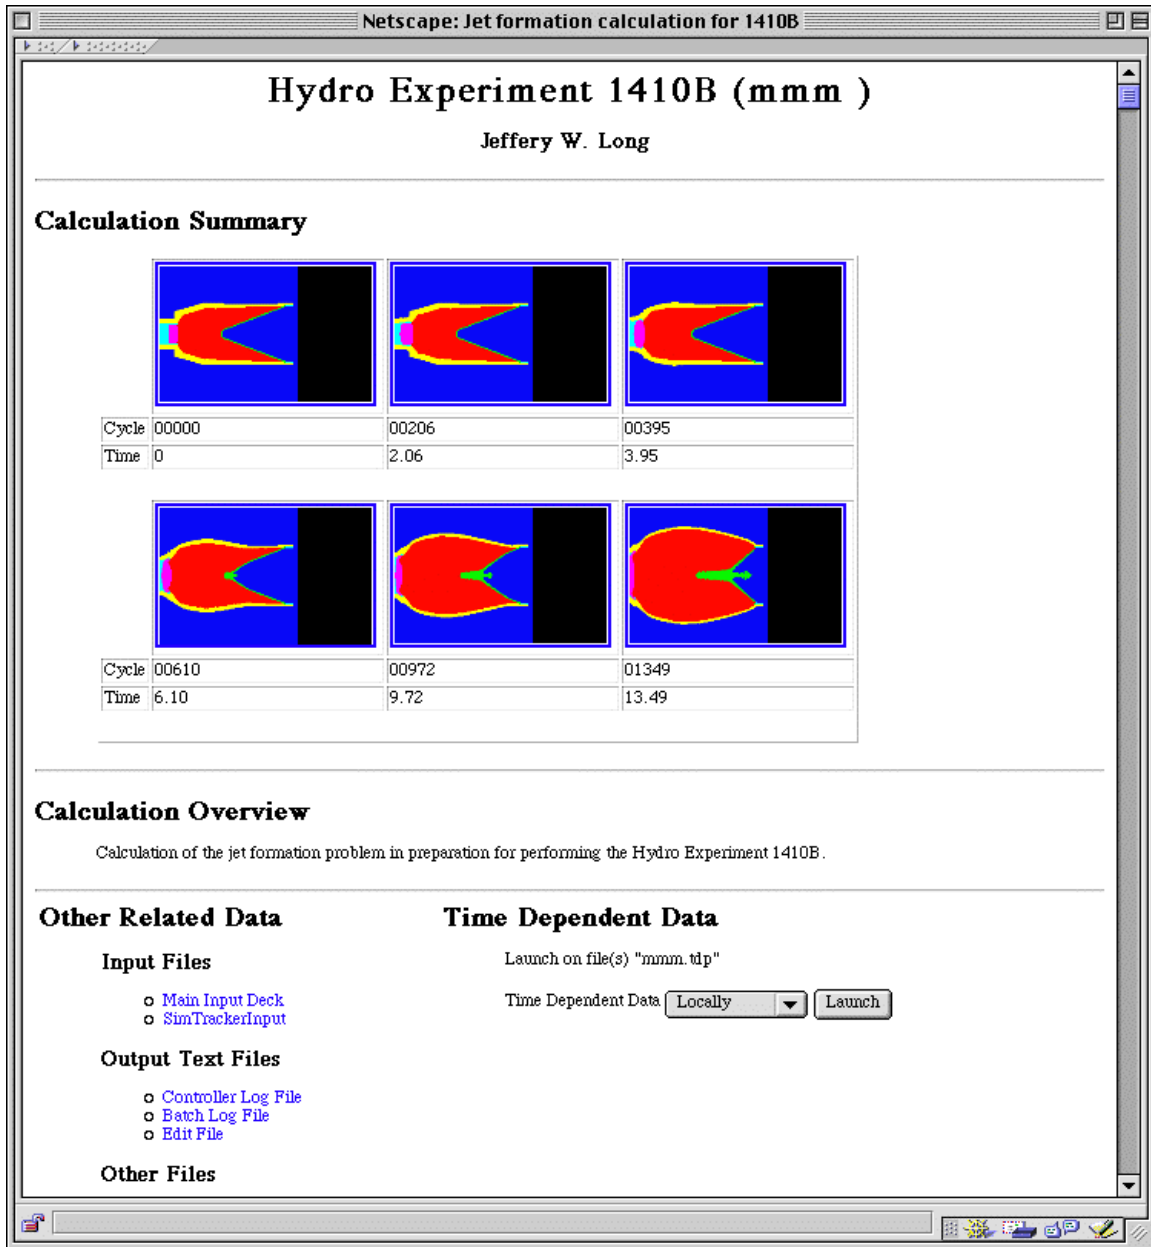 Netscape: Jet formation calculation for 1410B
Hydro Experiment 1410B (mmm )
Jeffery W. Long
Calculation Summary
Cycle 00000 00206 00395
Time 0 2.06 3.95
Cycle 00610 00972 01349
Time 6.10 9.72 13.49
Calculation Overview
Calculation of the jet formation problem in preparation for performing the Hydro Experiment 1410B.
Other Related Data
Input Files
Main Input Deck
SimTrackerInput
Output Text Files
Controller Log File
Batch Log File
Edit File
Other Files
Time Dependent Data
Launch on file(s) "mmm.tdp"
Time Dependent Data Locally Launch